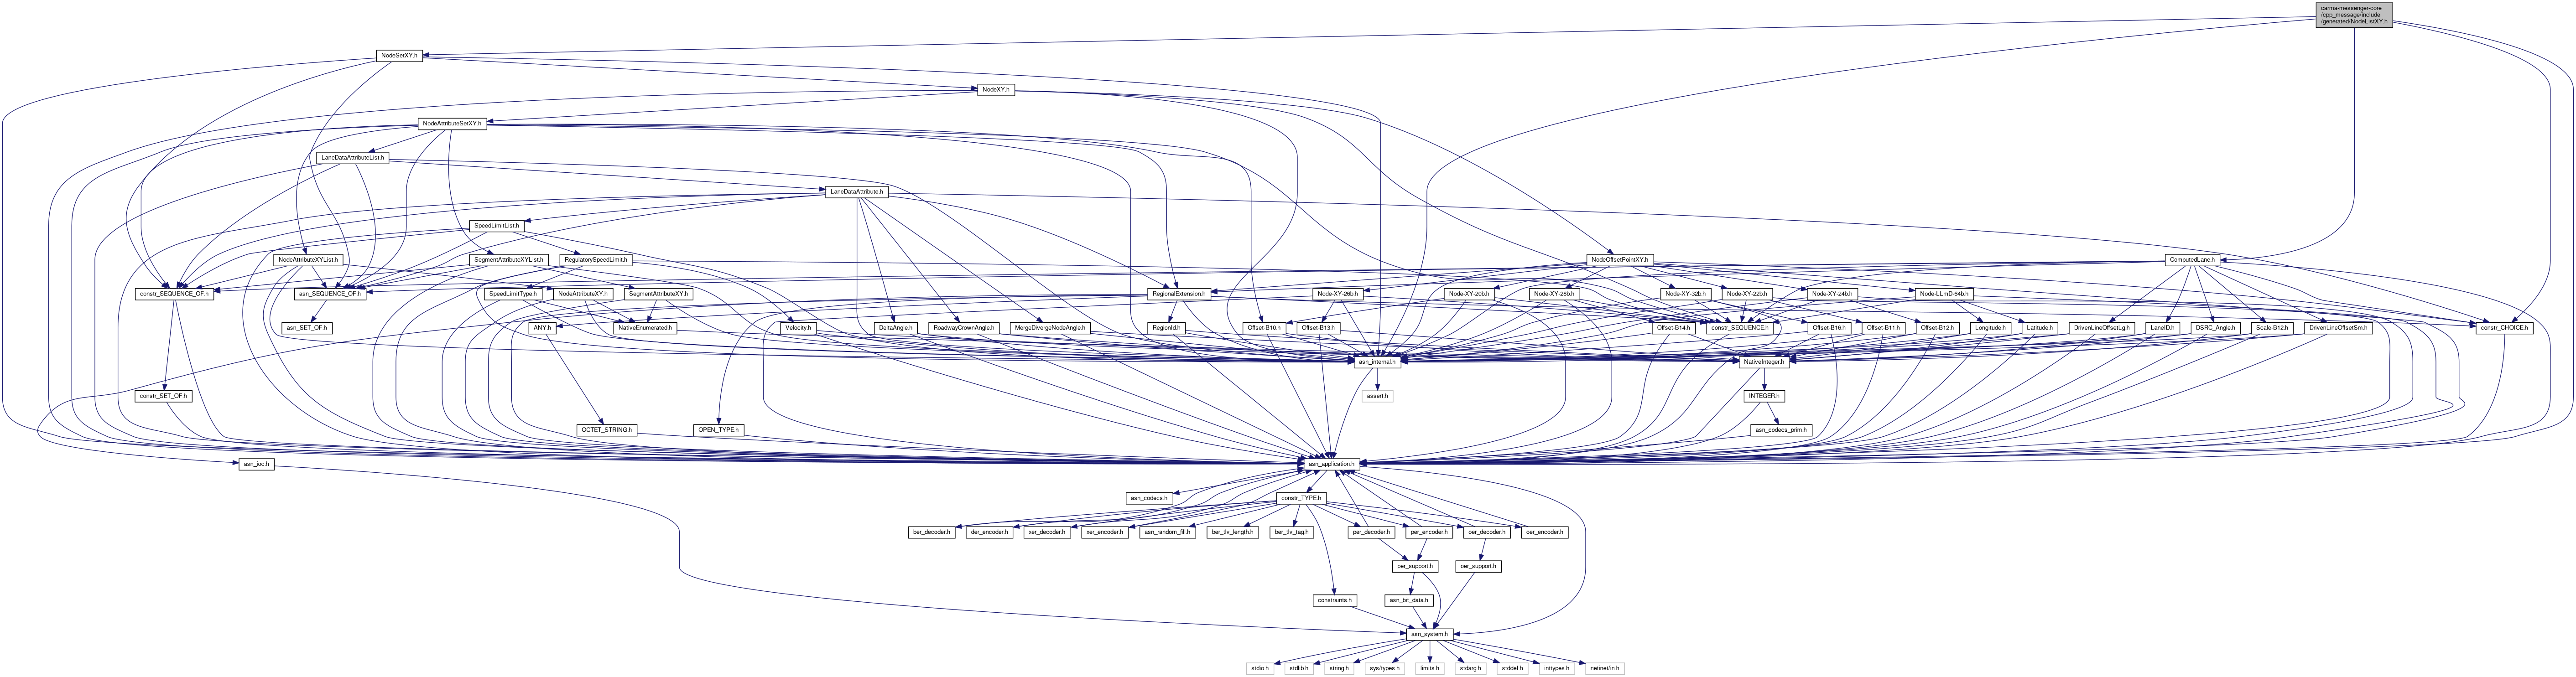 carma-messenger-core
/cpp_message/include
/generated/NodeListXY.h
NodeSetXY.h
NodeXY.h
NodeAttributeSetXY.h
LaneDataAttributeList.h
LaneDataAttribute.h
SpeedLimitList.h
NodeAttributeXYList.h
SegmentAttributeXYList.h
RegulatorySpeedLimit.h
NodeOffsetPointXY.h
ComputedLane.h
constr_SEQUENCE_OF.h
asn_SEQUENCE_OF.h
SpeedLimitType.h
NodeAttributeXY.h
SegmentAttributeXY.h
RegionalExtension.h
Node-XY-26b.h
Node-XY-20b.h
Node-XY-28b.h
Node-XY-32b.h
Node-XY-22b.h
Node-XY-24b.h
Node-LLmD-64b.h
asn_SET_OF.h
ANY.h
NativeEnumerated.h
Velocity.h
DeltaAngle.h
RoadwayCrownAngle.h
MergeDivergeNodeAngle.h
RegionId.h
Offset-B10.h
Offset-B13.h
Offset-B14.h
constr_SEQUENCE.h
Offset-B16.h
Offset-B11.h
Offset-B12.h
Longitude.h
Latitude.h
DrivenLineOffsetLg.h
LaneID.h
DSRC_Angle.h
Scale-B12.h
DrivenLineOffsetSm.h
constr_CHOICE.h
asn_internal.h
NativeInteger.h
constr_SET_OF.h
assert.h
INTEGER.h
OCTET_STRING.h
OPEN_TYPE.h
asn_codecs_prim.h
asn_ioc.h
asn_application.h
asn_codecs.h
constr_TYPE.h
ber_decoder.h
der_encoder.h
xer_decoder.h
xer_encoder.h
asn_random_fill.h
ber_tlv_length.h
ber_tlv_tag.h
per_decoder.h
per_encoder.h
oer_decoder.h
oer_encoder.h
per_support.h
oer_support.h
constraints.h
asn_bit_data.h
asn_system.h
stdio.h
stdlib.h
string.h
sys/types.h
limits.h
stdarg.h
stddef.h
inttypes.h
netinet/in.h